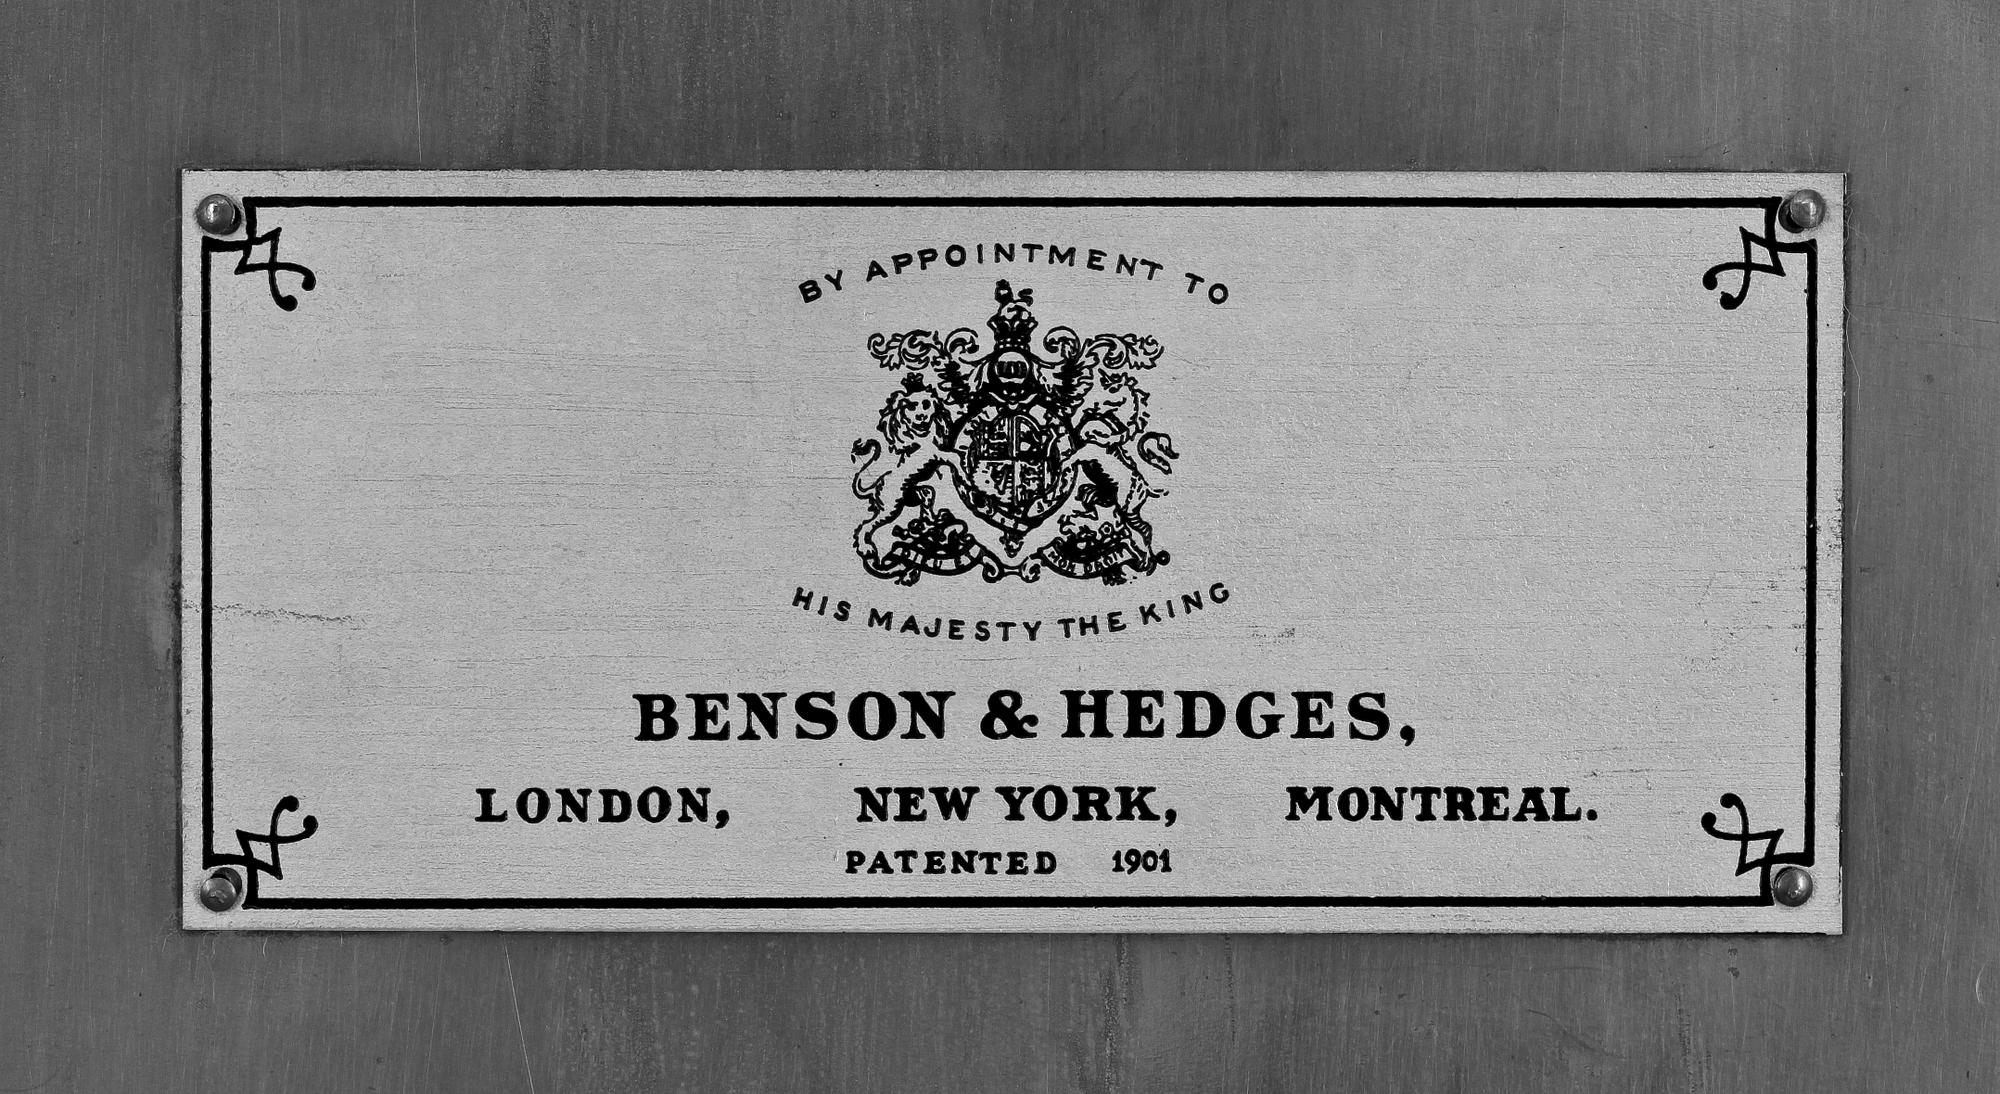 BY APPOINTMENT TO
HIS MAJESTY THE KING
BENSON & HEDGES,
LONDON, NEW YORK, MONTREAL.
PATENTED 1901